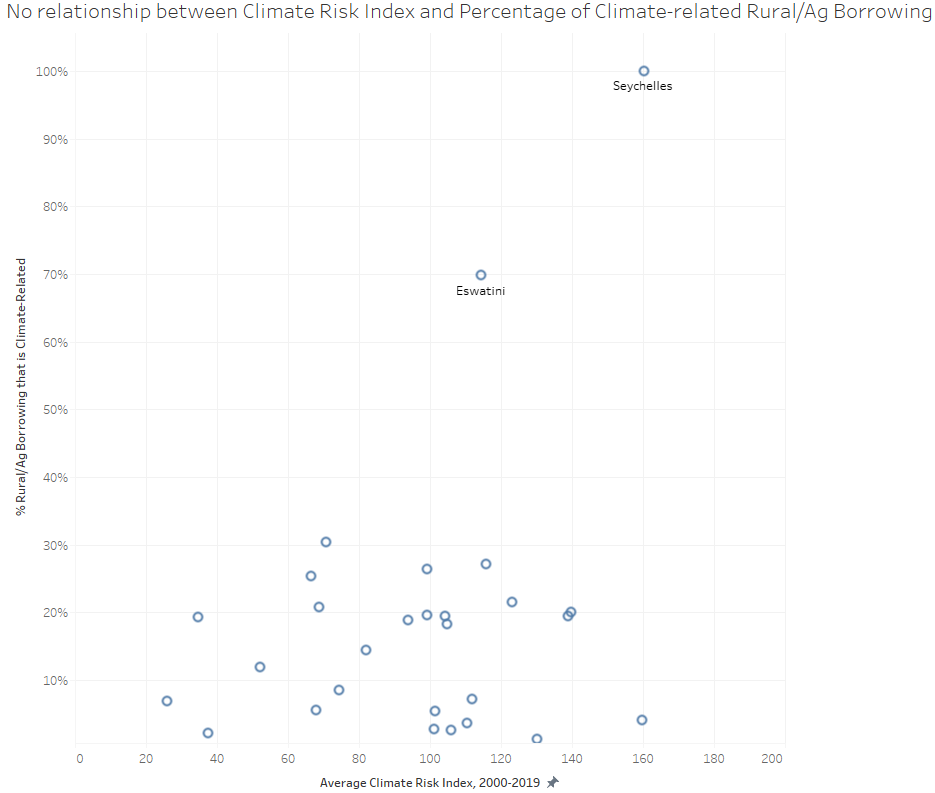 No relationship between Climate Risk Index and Percentage of Climate-related Rural/Ag Borrowing
100%
Seychelles
90%
80%
70%
Eswatini
60%
50%
40%
30%
20%
10%
% Rural/Ag Borrowing that is Climate-Related
0 20 40 60 80 100 120 140 160 180 200
Average Climate Risk Index, 2000-2019